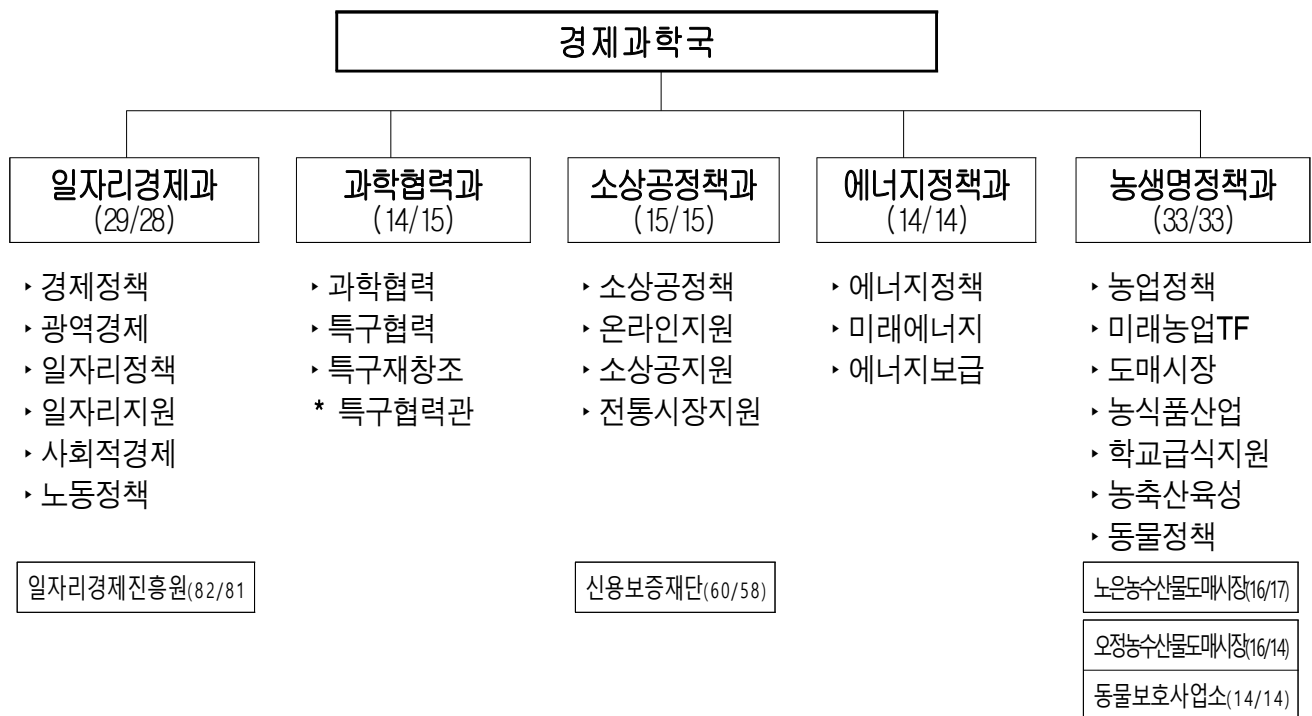 경제과학국
일자리경제과
(29/28)
‣ 경제정책
‣ 광역경제
‣ 일자리정책
‣ 일자리지원
‣ 사회적경제
‣ 노동정책
일자리경제진흥원(82/81
과학협력과
(14/15)
‣ 과학협력
‣ 특구협력
‣ 특구재창조
* 특구협력관
소상공정책과
(15/15)
‣ 소상공정책
‣ 온라인지원
‣ 소상공지원
‣ 전통시장지원
신용보증재단(60/58)
에너지정책과
(14/14)
‣ 에너지정책
‣ 미래에너지
‣ 에너지보급
농생명정책과
(33/33)
‣ 농업정책
‣ 미래농업TF
‣ 도매시장
‣ 농식품산업
‣ 학교급식지원
‣ 농축산육성
‣ 동물정책
노은농수산물도매시장(16/17)
오정농수산물도매시장(16/14)
동물보호사업소(14/14)